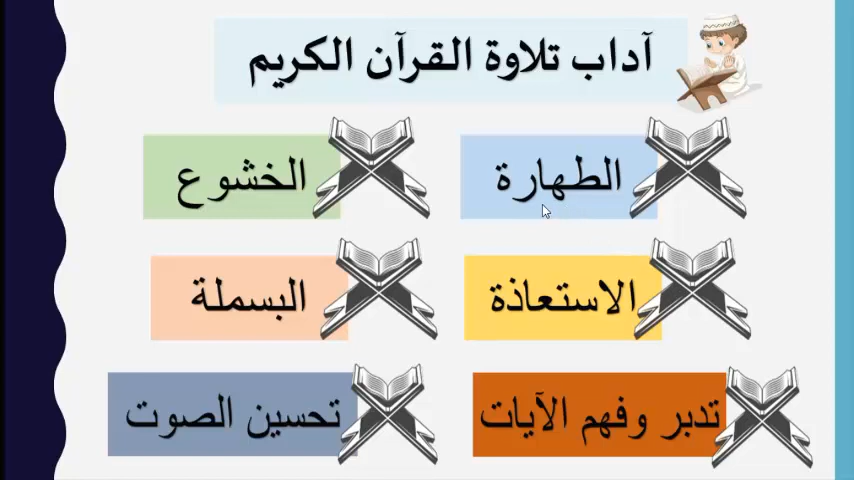 آداب تلاوة القرآن الكريم
الطهارة
الخشوع
الاستعاذة
البسملة
تدبر وفهم الآيات
تحسين الصوت